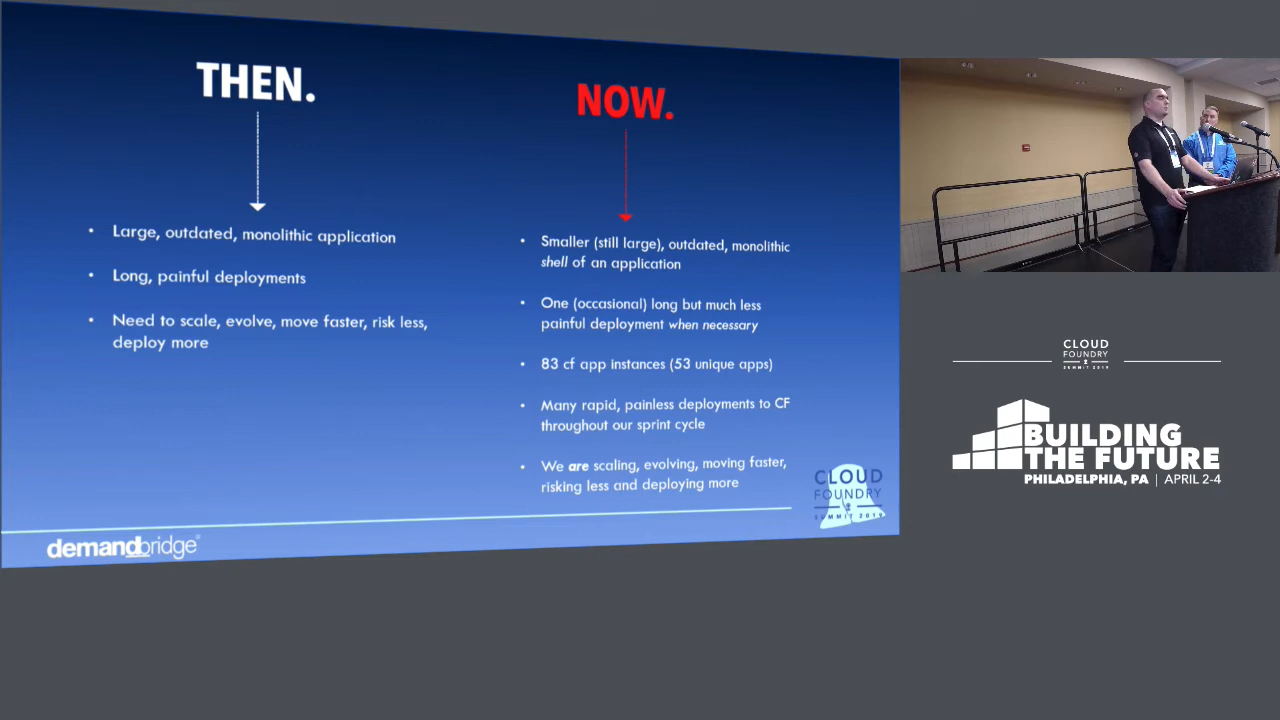 THEN.
Large, outdated, monolithic application
Long, painful deployments
Need to scale, evolve, move faster, risk less,
deploy more
NOW.
Smaller (still large), outdated, monolithic
shell of an application
One (occasional) long but much less
painful deployment when necessary
83 cf app instances (53 unique apps)
Many rapid, painless deployments to CF
throughout our sprint cycle
We are scaling, evolving, moving faster,
risking less and deploying more
CLOUD
FOUNDRY
SUMMIT 2019
demandbridge
CLOUD
FOUNDRY
SUMMIT 2019
BUILDING
THE FUTURE
PHILADELPHIA, PA | APRIL 2-4